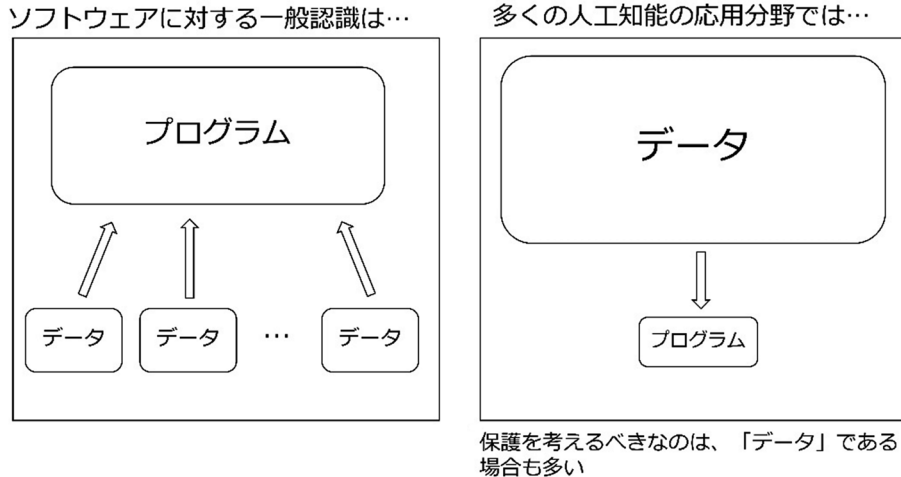 ソフトウェアに対する一般認識は…
プログラム
データ
データ
…
データ
多くの人工知能の応用分野では…
データ
プログラム
保護を考えるべきなのは、「データ」である
場合も多い